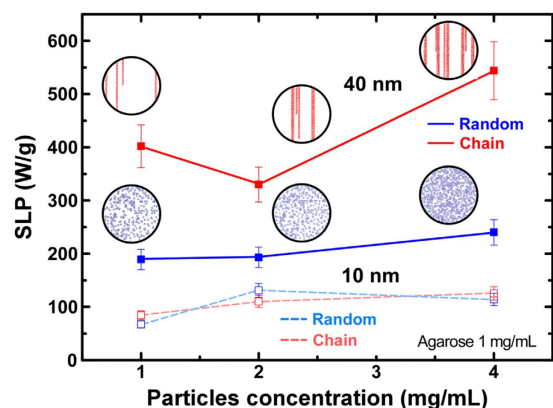 600
500
400
300
200
100
0
SLP (W/g)
40 nm
Random
Chain
10 nm
Random
Chain
Agarose 1 mg/mL
1
2
3
4
Particles concentration (mg/mL)